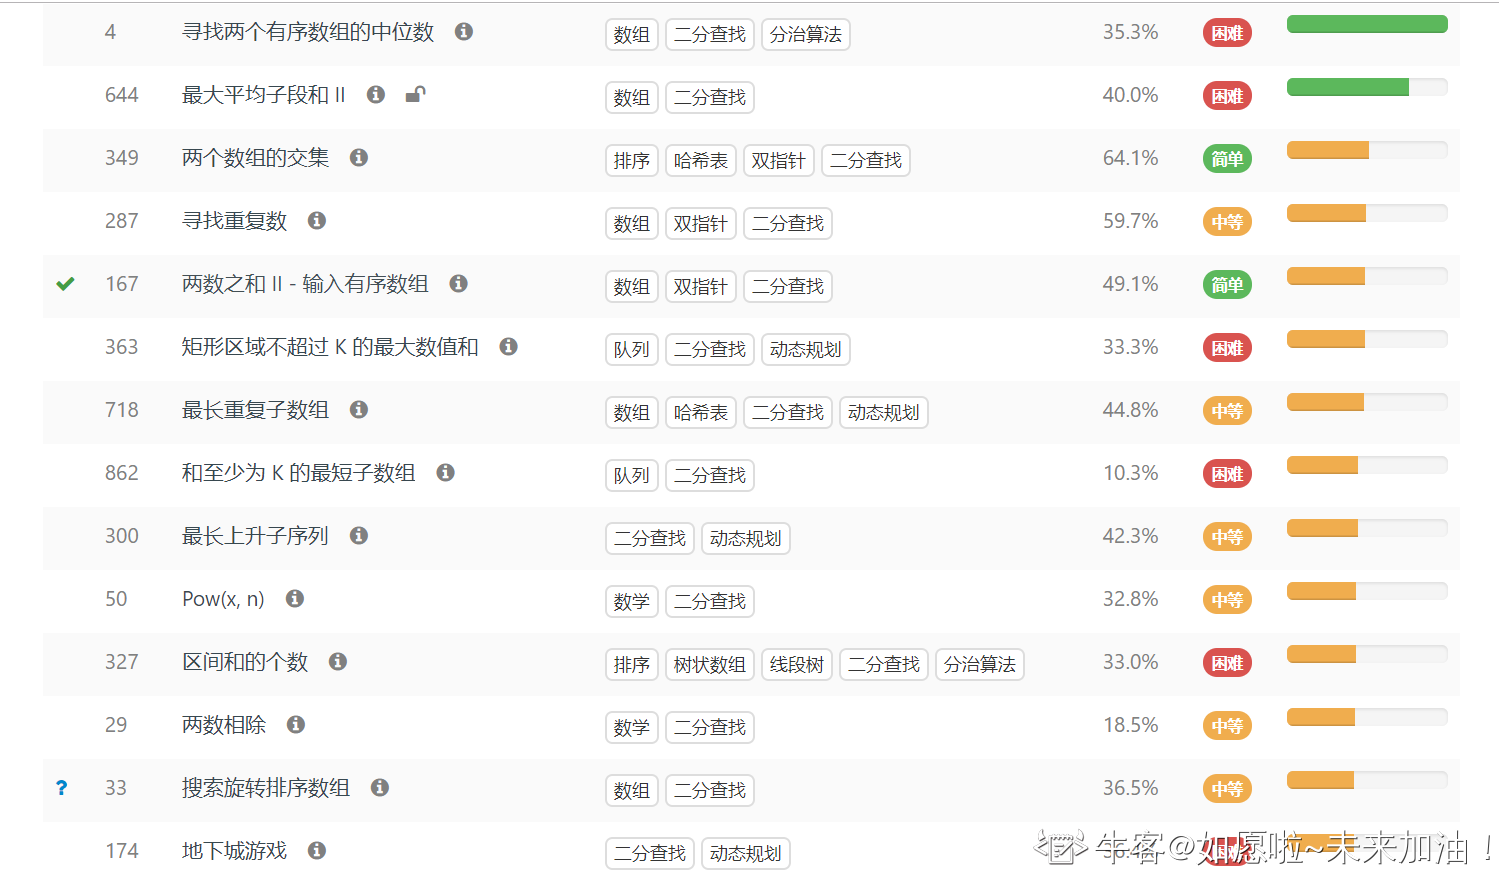 4 寻找两个有序数组的中位数 数组 二分查找 分治算法 35.3% 困难
644 最大平均子段和 II 数组 二分查找 40.0% 困难
349 两个数组的交集 排序 哈希表 双指针 二分查找 64.1% 简单
287 寻找重复数 数组 双指针 二分查找 59.7% 中等
167 两数之和 II - 输入有序数组 数组 双指针 二分查找 49.1% 简单
363 矩形区域不超过 K 的最大数值和 队列 二分查找 动态规划 33.3% 困难
718 最长重复子数组 数组 哈希表 二分查找 动态规划 44.8% 中等
862 和至少为 K 的最短子数组 队列 二分查找 10.3% 困难
300 最长上升子序列 二分查找 动态规划 42.3% 中等
50 Pow(x, n) 数学 二分查找 32.8% 中等
327 区间和的个数 排序 树状数组 线段树 二分查找 分治算法 33.0% 困难
29 两数相除 数学 二分查找 18.5% 中等
? 33 搜索旋转排序数组 数组 二分查找 36.5% 中等
174 地下城游戏 二分查找 动态规划
牛客@如愿啦~未来加油！